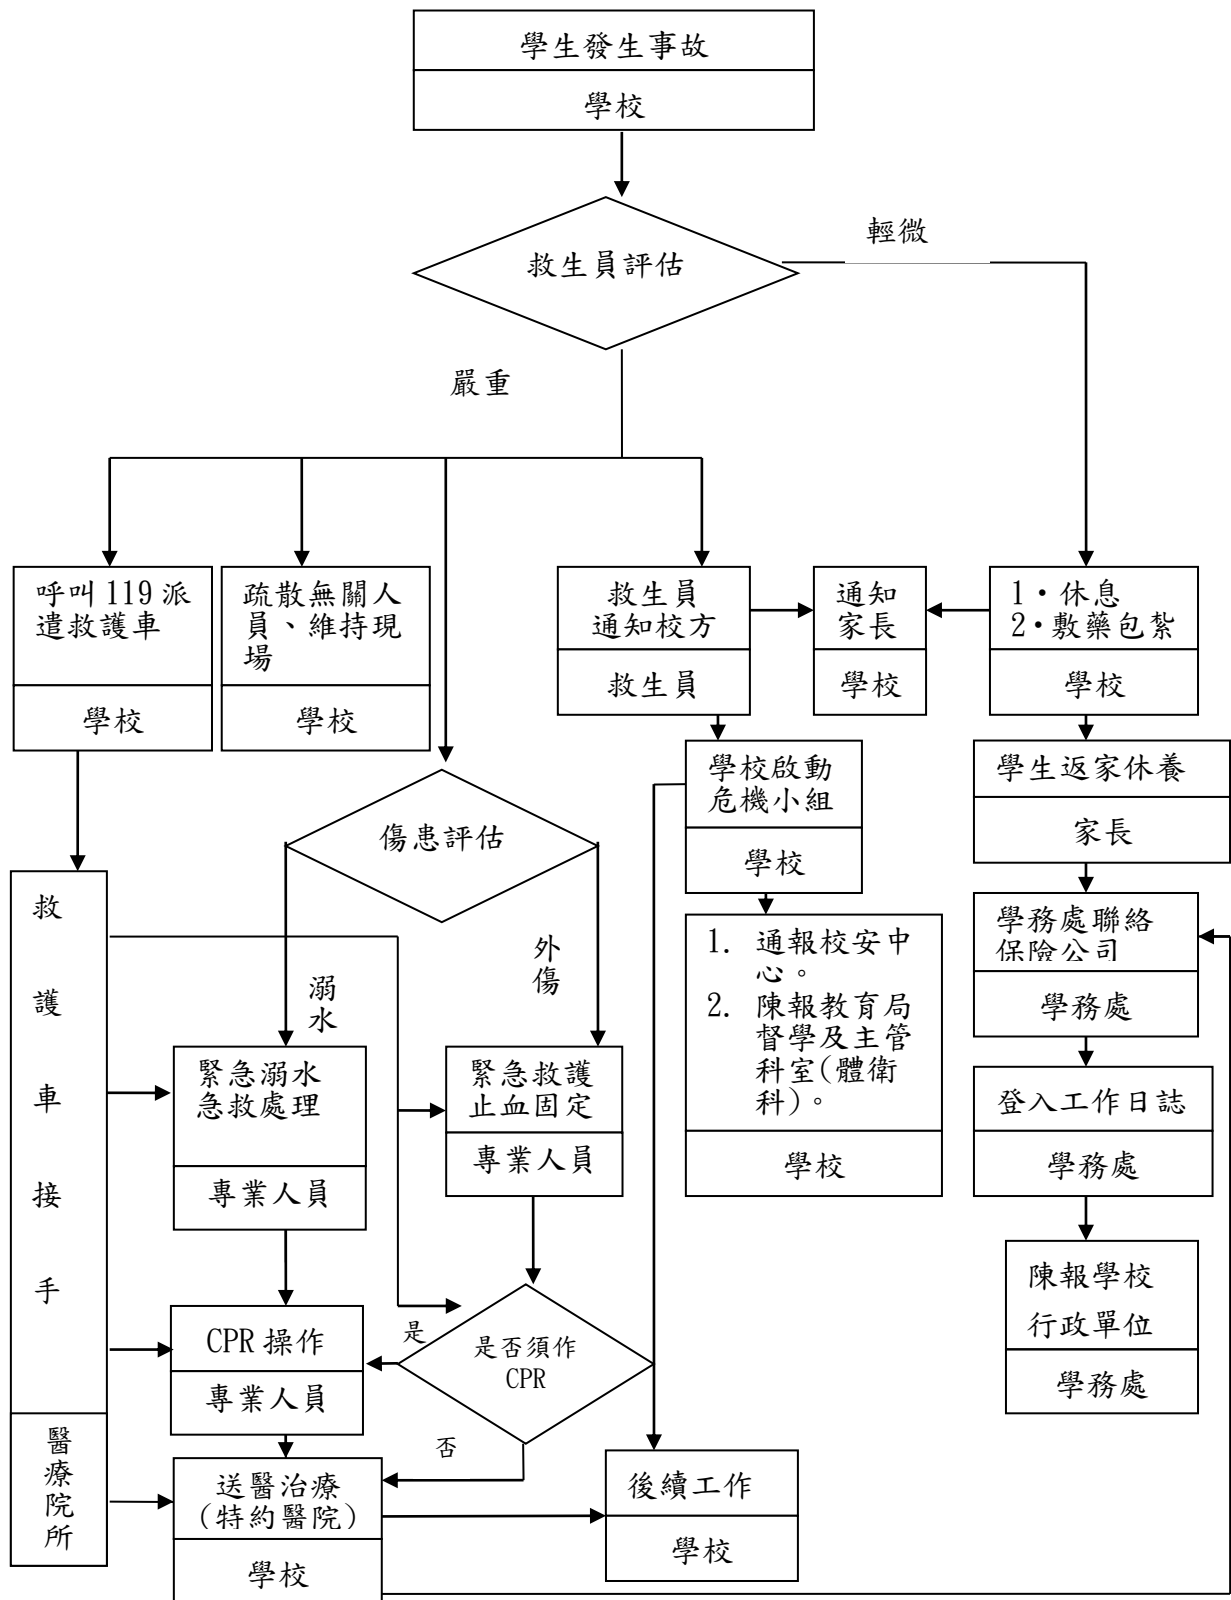 學生發生事故
學校
救生員評估
輕微
嚴重
呼叫119派
遣救護車
學校
疏散無關人
員、維持現
場
學校
救生員
通知校方
救生員
通知
家長
學校
1.休息
2.敷藥包紮
學校
學校啟動
危機小組
學校
學生返家休養
家長
傷患評估
溺水
外傷
1. 通報校安中
心。
2. 陳報教育局
督學及主管
科室(體衛
科)。
學校
學務處聯絡
保險公司
學務處
登入工作日誌
學務處
陳報學校
行政單位
學務處
救護車接手
醫療院所
緊急溺水
急救處理
專業人員
緊急救護
止血固定
專業人員
CPR操作
專業人員
是
是否須作
CPR
否
送醫治療
(特約醫院)
學校
後續工作
學校